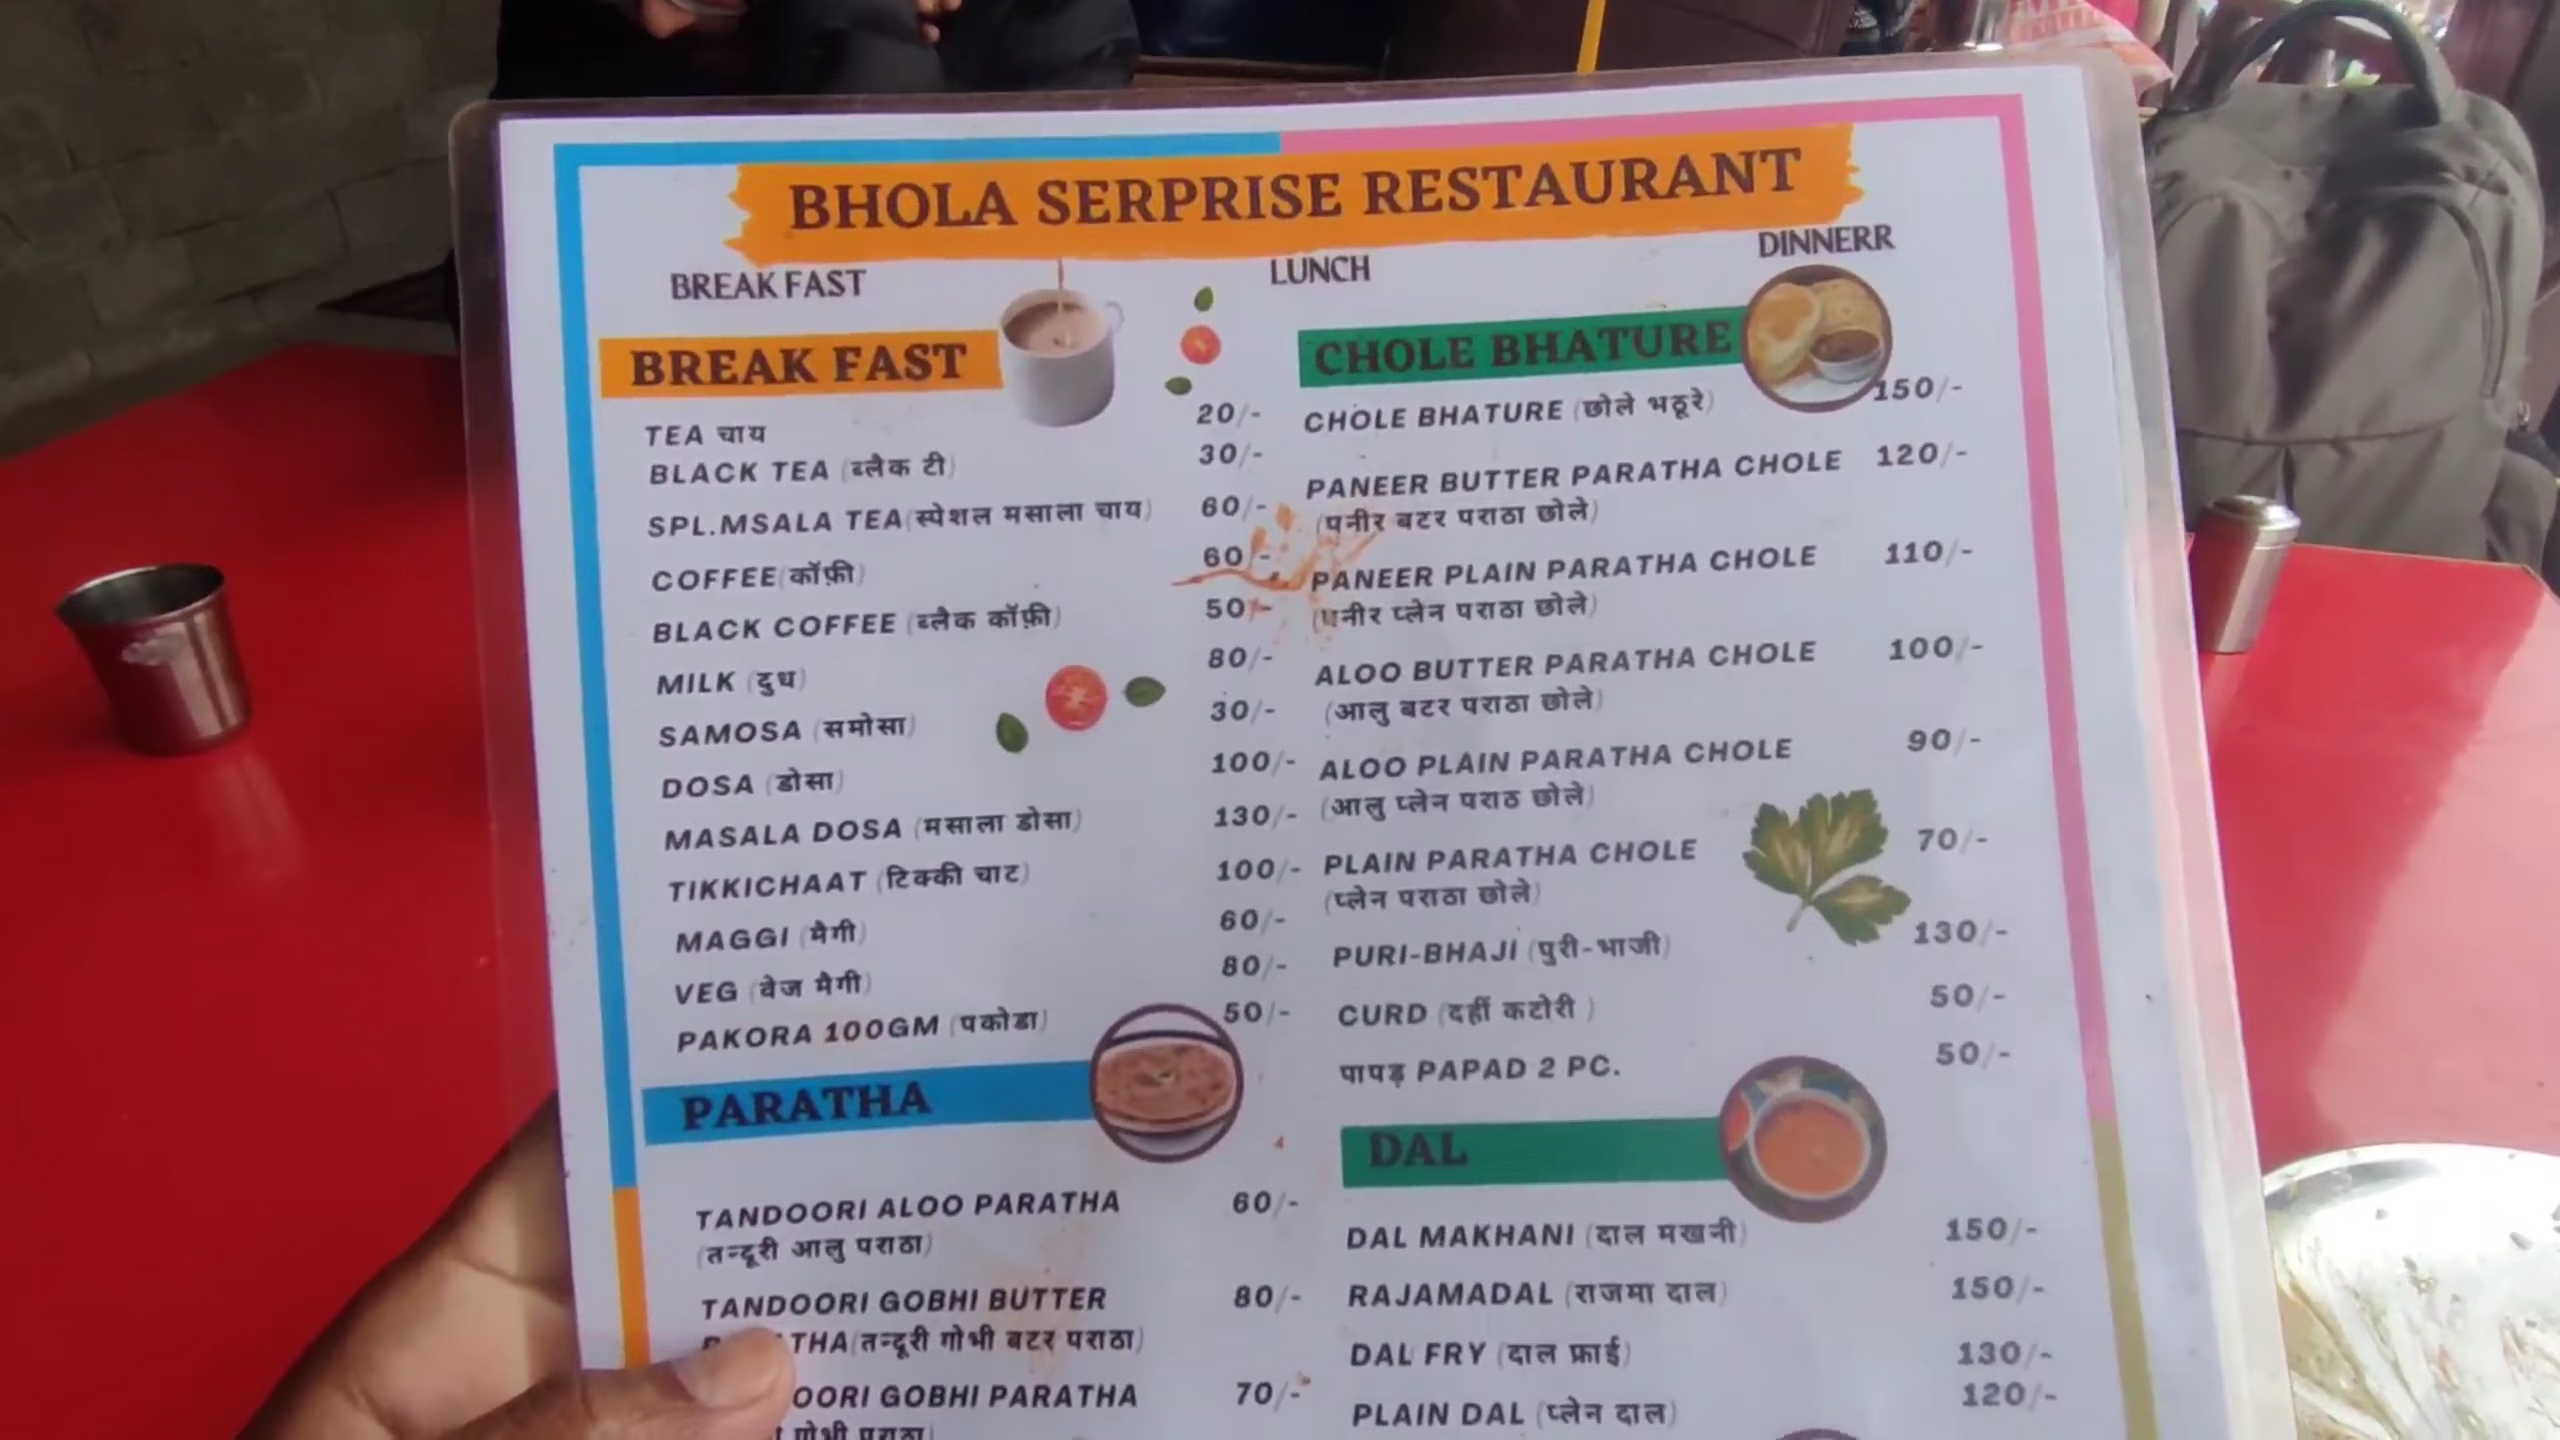 BHOLA SERPRISE RESTAURANT
BREAK FAST
LUNCH
DINNERR
BREAK FAST
TEA चाय 20/-
BLACK TEA (ब्लैक टी) 30/-
SPL.MSALA TEA(स्पेशल मसाला चाय) 60/-
COFFEE(कॉफ़ी) 60/-
BLACK COFFEE (ब्लैक कॉफ़ी) 50/-
MILK (दुध) 80/-
SAMOSA (समोसा) 30/-
DOSA (डोसा) 100/-
MASALA DOSA (मसाला डोसा) 130/-
TIKKICHAAT (टिक्की चाट) 100/-
MAGGI (मैगी) 60/-
VEG (वेज मैगी) 80/-
PAKORA 100GM (पकोडा) 50/-
PARATHA
TANDOORI ALOO PARATHA 60/-
(तन्दूरी आलु पराठा)
TANDOORI GOBHI BUTTER 80/-
THA(तन्दूरी गोभी बटर पराठा)
OORI GOBHI PARATHA 70/-
गोभी पराठा)
CHOLE BHATURE
CHOLE BHATURE (छोले भठूरे) 150/-
PANEER BUTTER PARATHA CHOLE 120/-
(पनीर बटर पराठा छोले)
PANEER PLAIN PARATHA CHOLE 110/-
(पनीर प्लेन पराठा छोले)
ALOO BUTTER PARATHA CHOLE 100/-
(आलु बटर पराठा छोले)
ALOO PLAIN PARATHA CHOLE 90/-
(आलु प्लेन पराठ छोले)
PLAIN PARATHA CHOLE 70/-
(प्लेन पराठा छोले)
PURI-BHAJI (पुरी-भाजी) 130/-
CURD (दहीं कटोरी ) 50/-
पापड़ PAPAD 2 PC. 50/-
DAL
DAL MAKHANI (दाल मखनी) 150/-
RAJAMADAL (राजमा दाल) 150/-
DAL FRY (दाल फ्राई) 130/-
PLAIN DAL (प्लेन दाल) 120/-